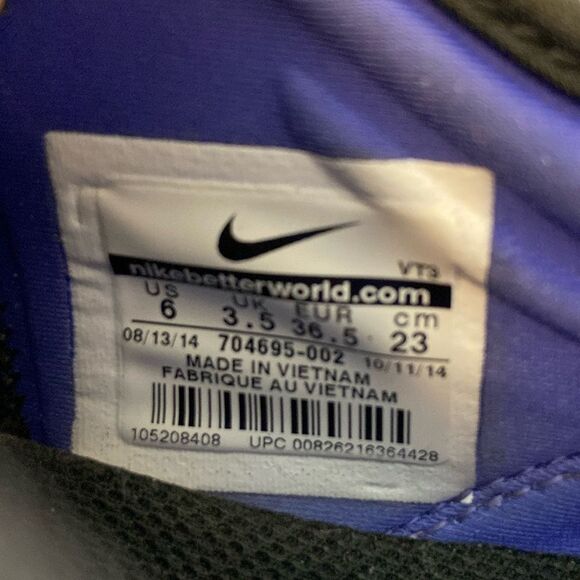 VT3
nikebetterworld.com
US UK EUR cm
6 3.5 36.5 23
08/13/14 704695-002 10/11/14
MADE IN VIETNAM
FABRIQUE AU VIETNAM
105208408 UPC 00826216364428